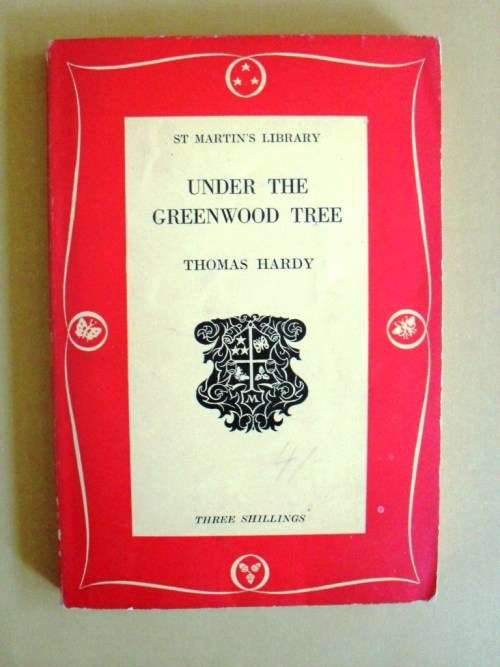 ST MARTIN'S LIBRARY
UNDER THE
GREENWOOD TREE
THOMAS HARDY
M
4/-
THREE SHILLINGS